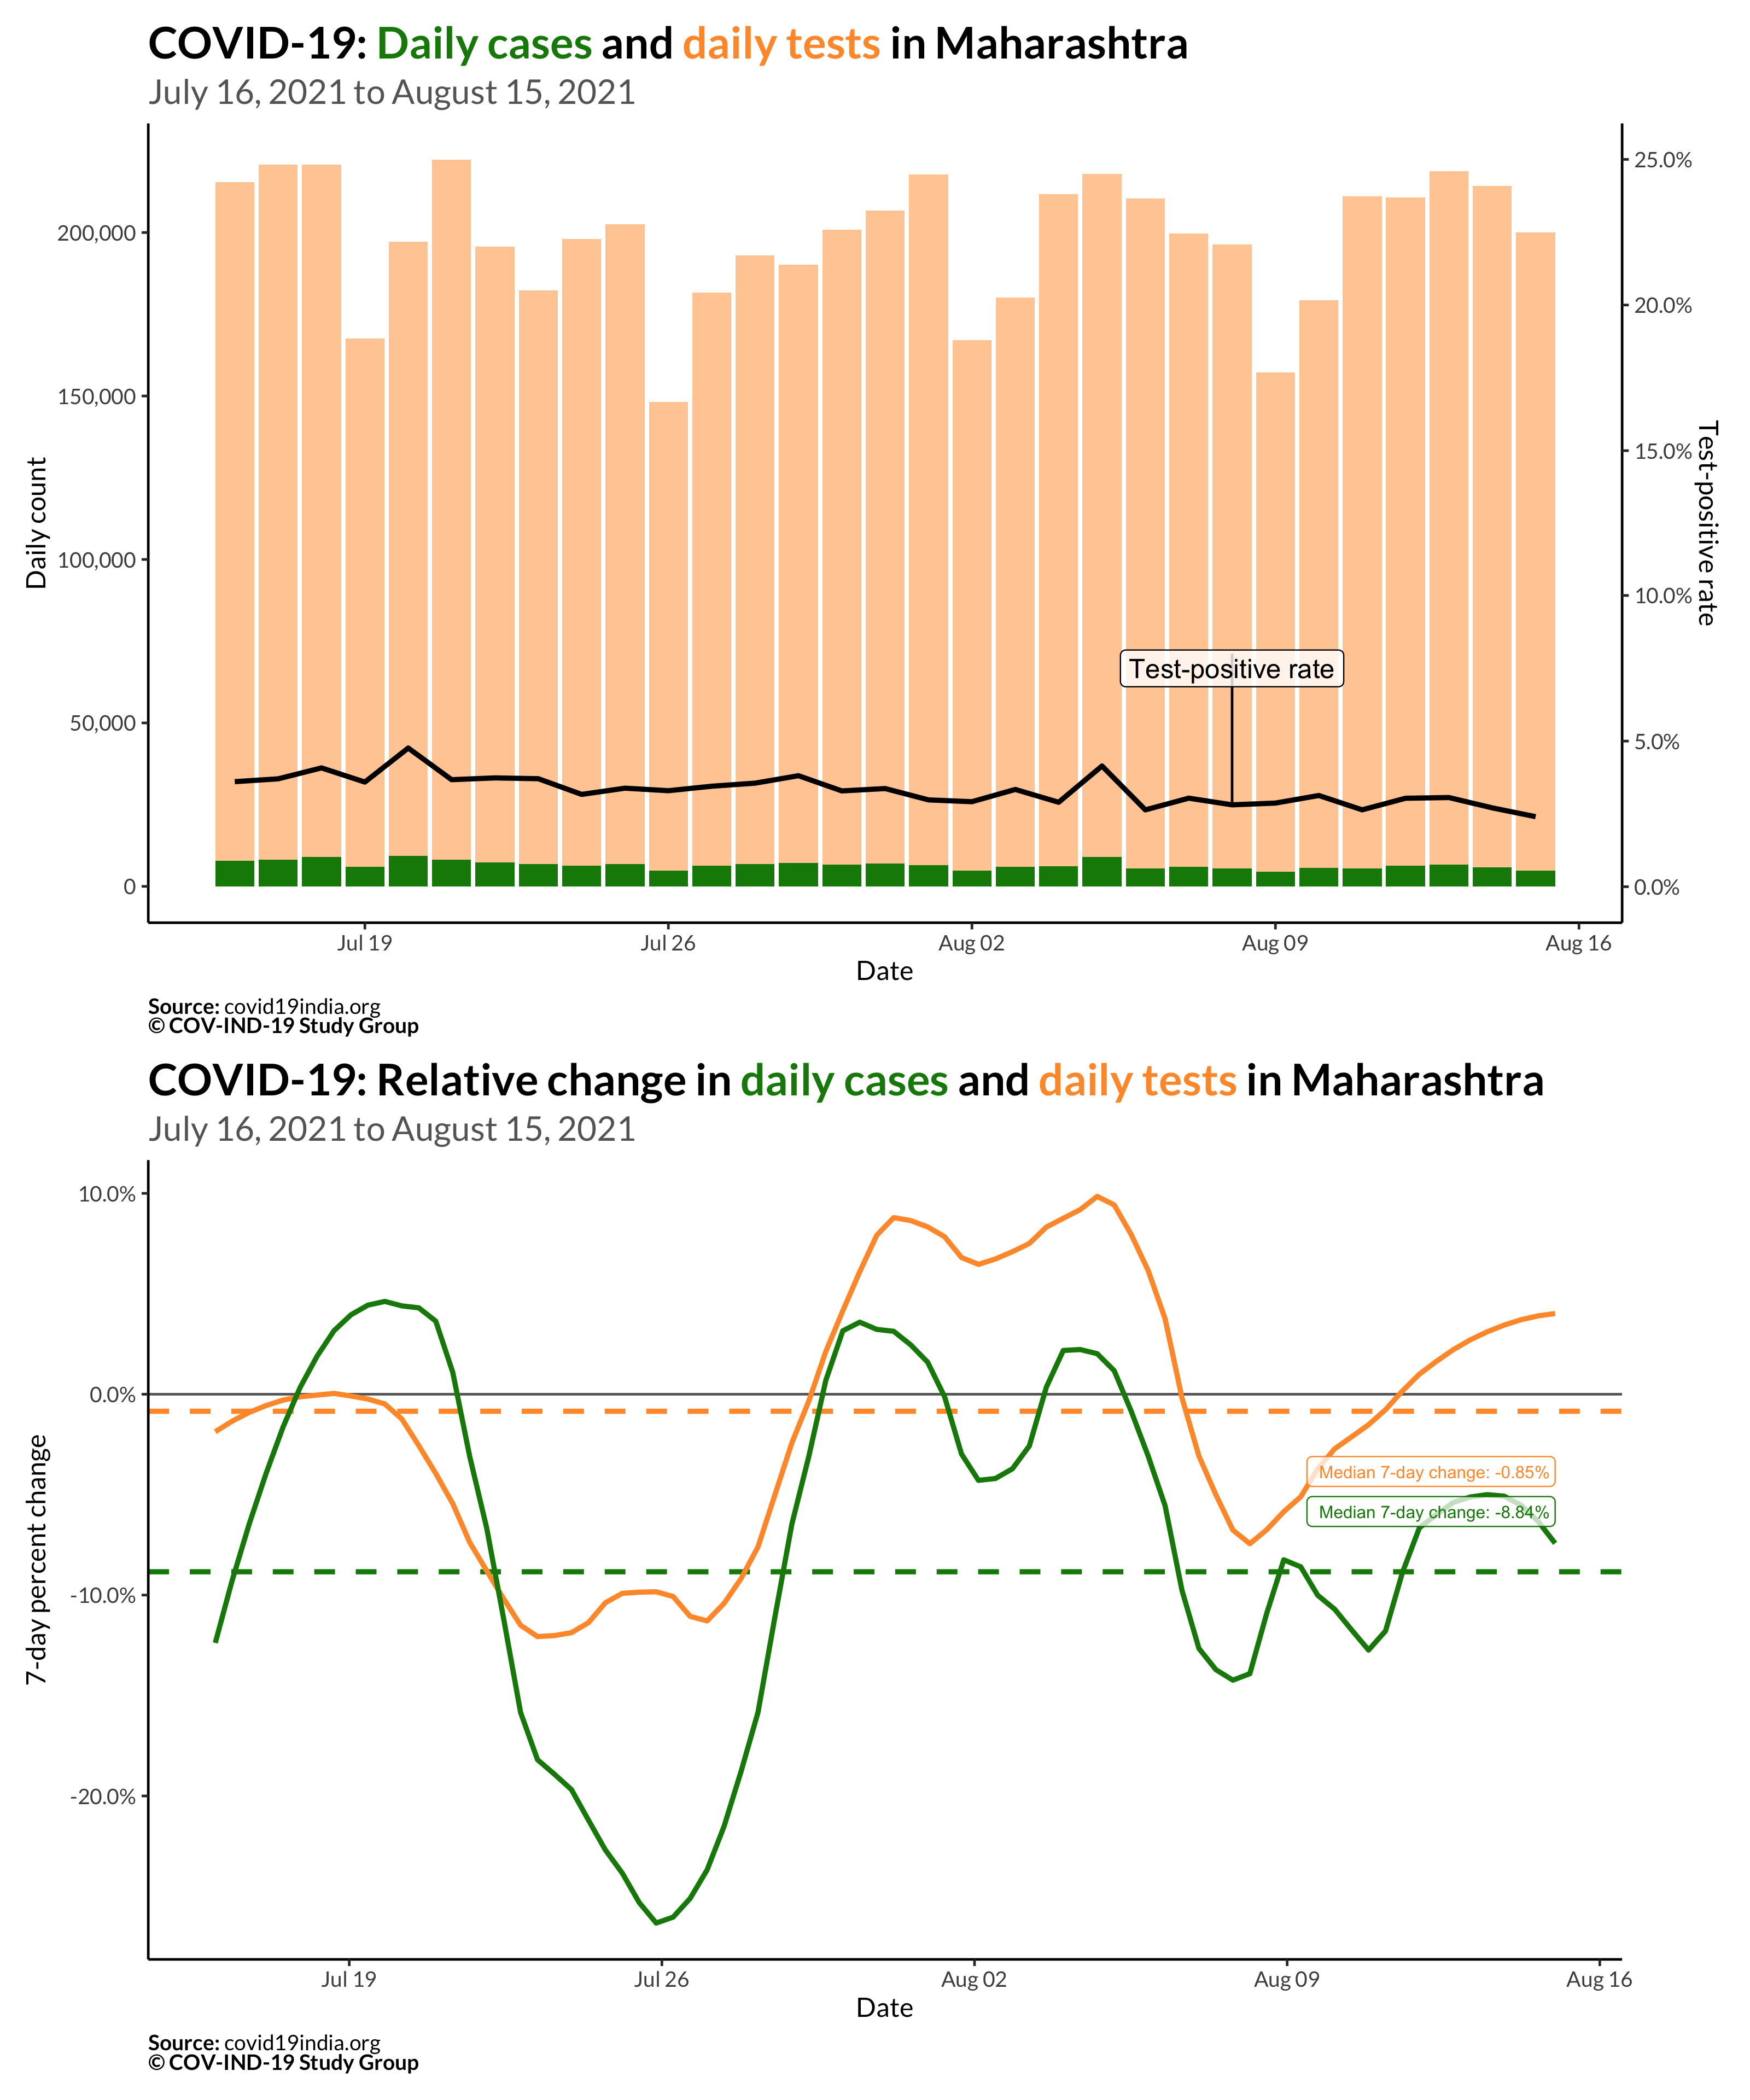 COVID-19: Daily cases and daily tests in Maharashtra
July 16, 2021 to August 15, 2021
Daily count
200,000
150,000
100,000
50,000
0
25.0%
20.0%
15.0%
10.0%
5.0%
0.0%
Test-positive rate
Test-positive rate
Jul 19
Jul 26
Aug 02
Aug 09
Aug 16
Date
Source: covid19india.org
© COV-IND-19 Study Group
COVID-19: Relative change in daily cases and daily tests in Maharashtra
July 16, 2021 to August 15, 2021
7-day percent change
10.0%
0.0%
-10.0%
-20.0%
Median 7-day change: -0.85%
Median 7-day change: -8.84%
Jul 19
Jul 26
Aug 02
Aug 09
Aug 16
Date
Source: covid19india.org
© COV-IND-19 Study Group